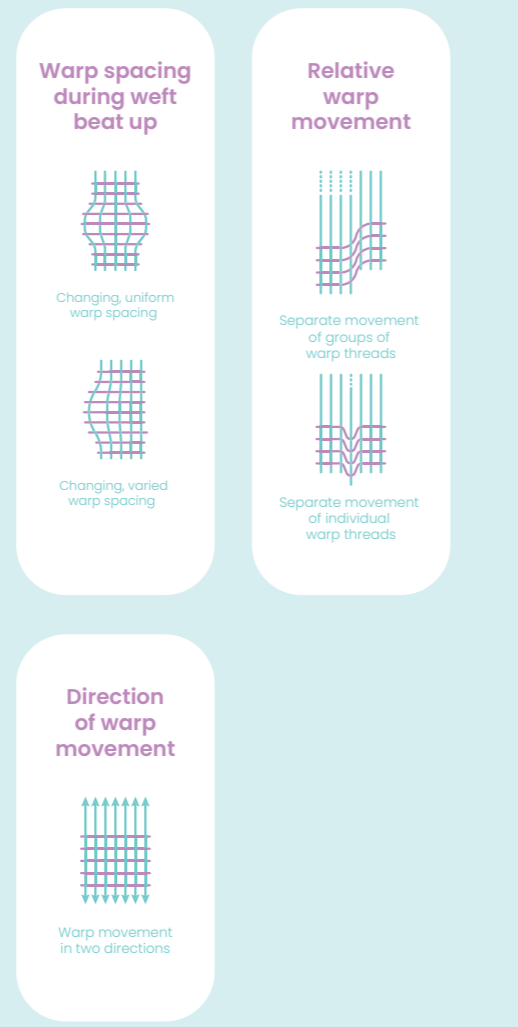 Warp spacing
during weft
beat up
Changing, uniform
warp spacing
Changing, varied
warp spacing
Relative
warp
movement
Separate movement
of groups of
warp threads
Separate movement
of individual
warp threads
Direction
of warp
movement
Warp movement
in two directions